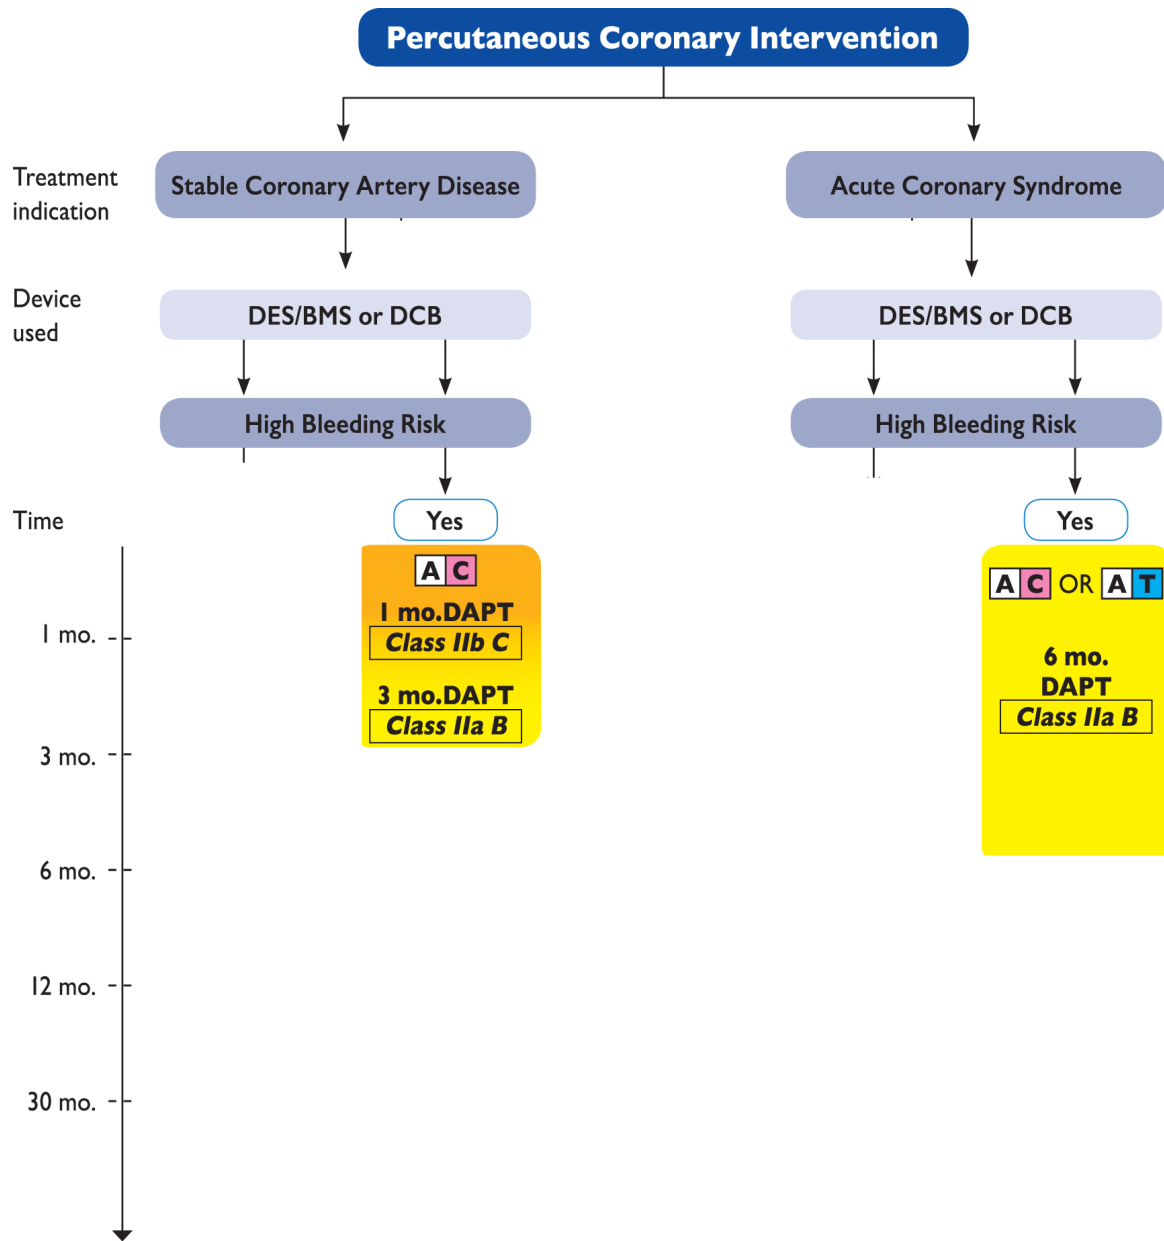 Percutaneous Coronary Intervention
Treatment
indication
Stable Coronary Artery Disease
Acute Coronary Syndrome
Device
used
DES/BMS or DCB
DES/BMS or DCB
High Bleeding Risk
High Bleeding Risk
Time
Yes
Yes
A C
1 mo.DAPT
Class IIb C
3 mo.DAPT
Class IIa B
A C OR A T
6 mo.
DAPT
Class IIa B
1 mo.
3 mo.
6 mo.
12 mo.
30 mo.